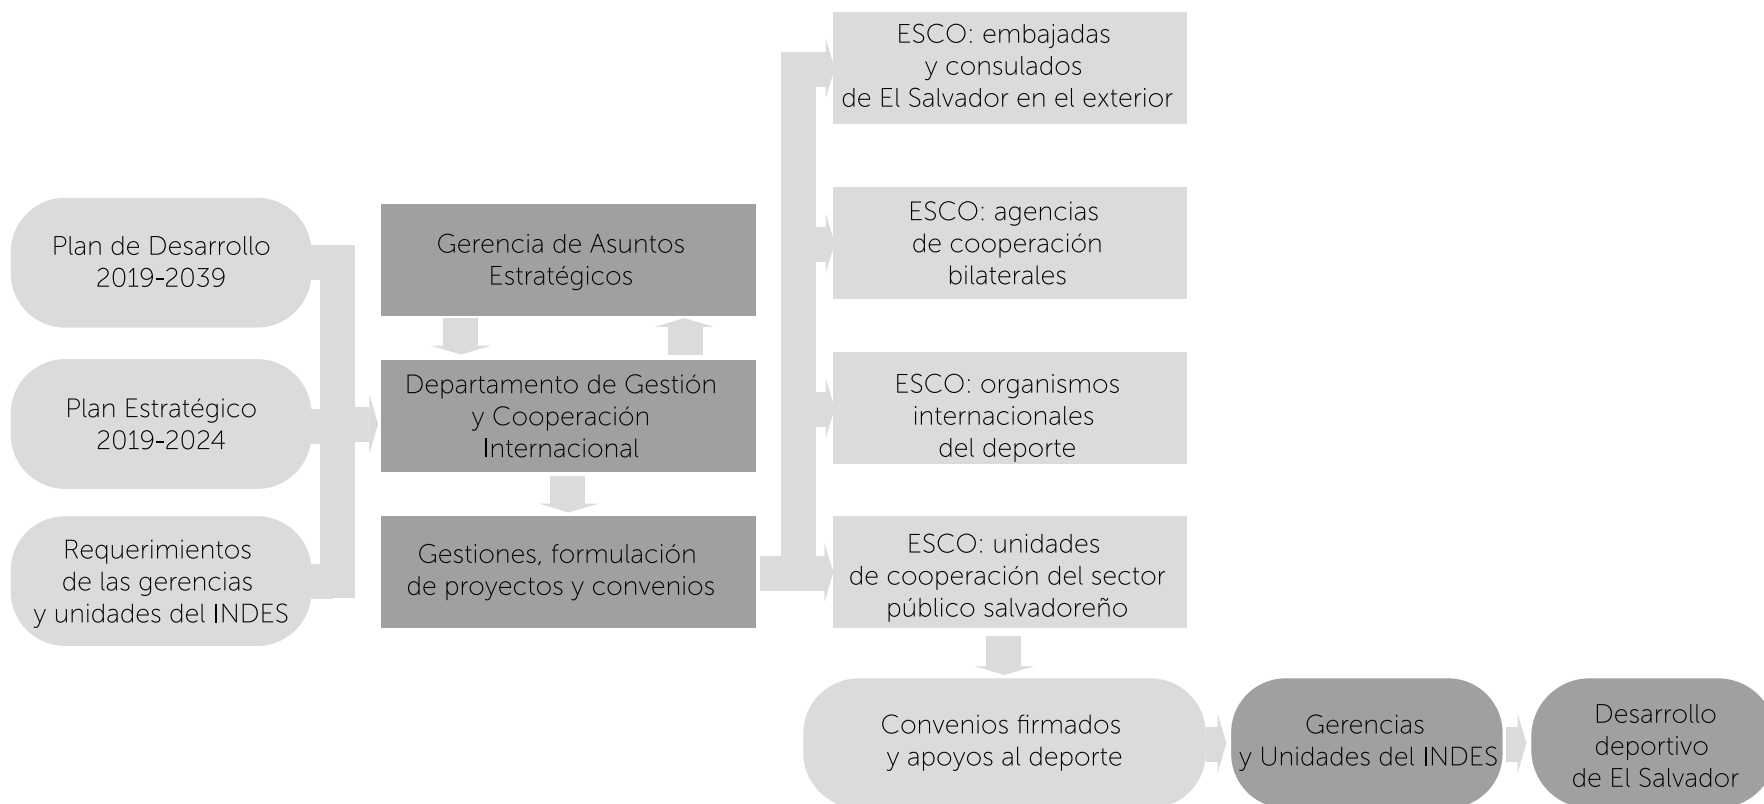 Plan de Desarrollo
2019-2039
Plan Estratégico
2019-2024
Requerimientos
de las gerencias
y unidades del INDES
Gerencia de Asuntos
Estratégicos
Departamento de Gestión
y Cooperación
Internacional
Gestiones, formulación
de proyectos y convenios
ESCO: embajadas
y consulados
de El Salvador en el exterior
ESCO: agencias
de cooperación
bilaterales
ESCO: organismos
internacionales
del deporte
ESCO: unidades
de cooperación del sector
público salvadoreño
Convenios firmados
y apoyos al deporte
Gerencias
y Unidades del INDES
Desarrollo
deportivo
de El Salvador